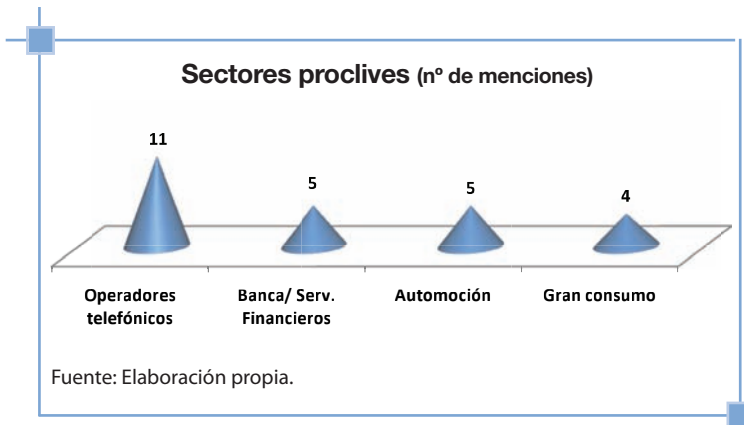 Sectores proclives (nº de menciones)
11
5
5
4
Operadores
telefónicos
Banca/ Serv.
Financieros
Automoción
Gran consumo
Fuente: Elaboración propia.